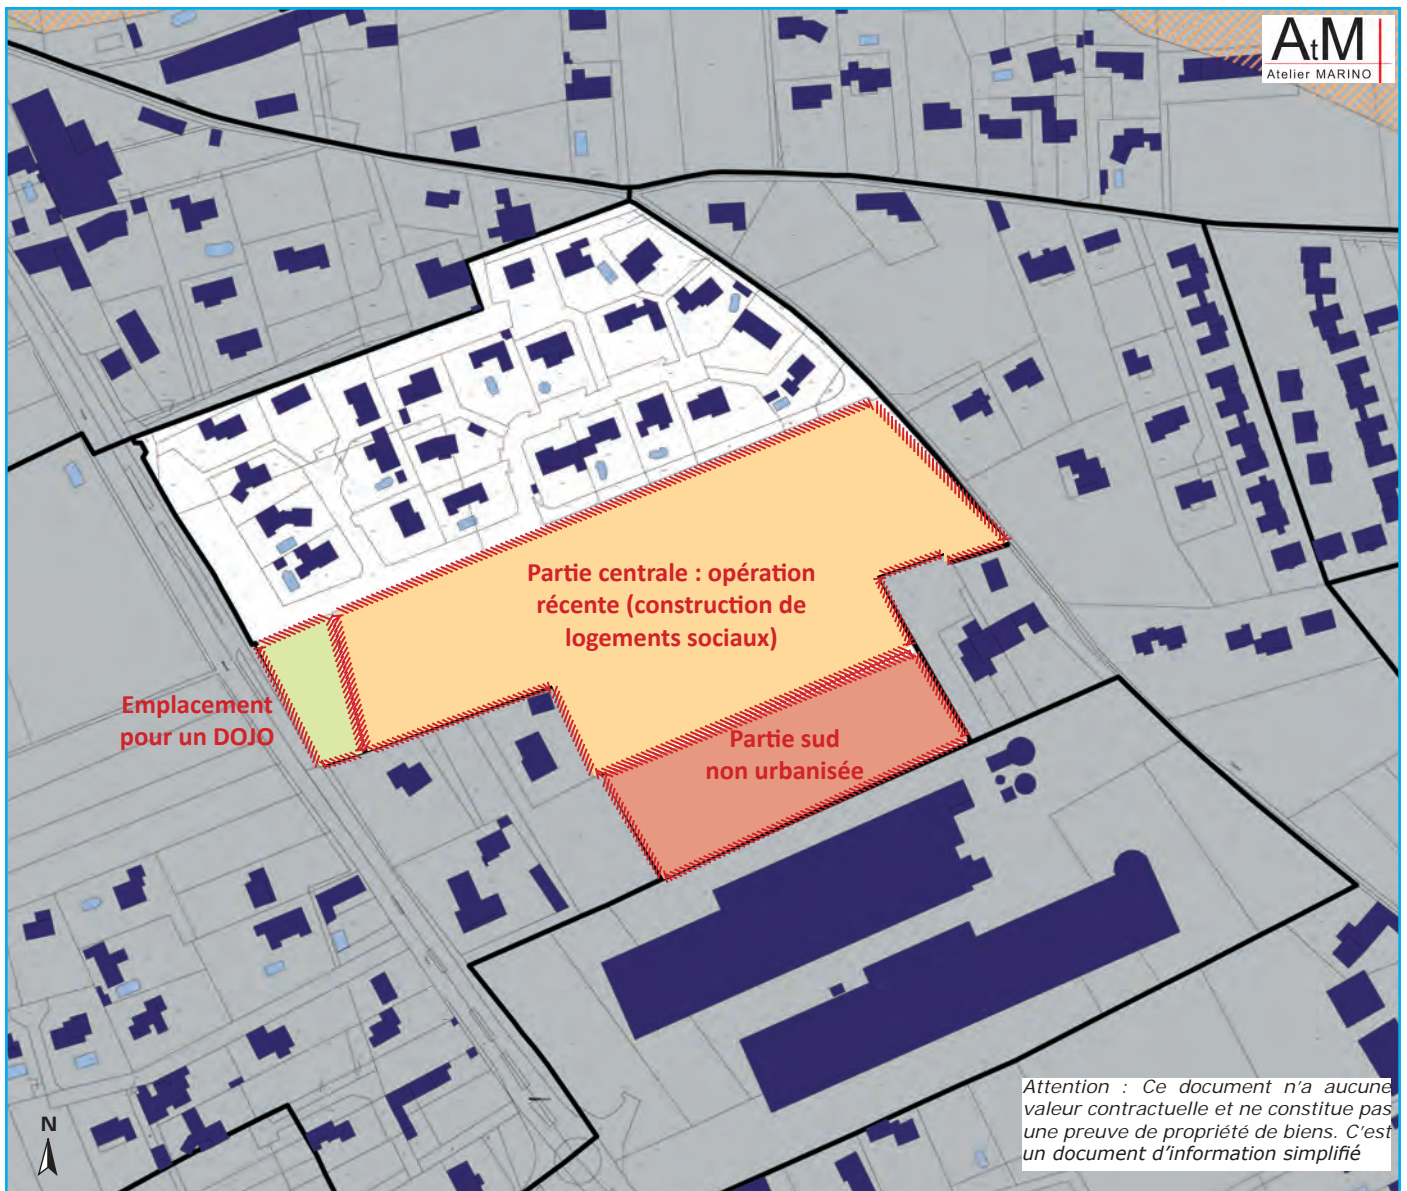 AtM
Atelier MARINO
Partie centrale : opération
récente (construction de
logements sociaux)
Emplacement
pour un DOJO
Partie sud
non urbanisée
N
Attention : Ce document n'a aucune
valeur contractuelle et ne constitue pas
une preuve de propriété de biens. C'est
un document d'information simplifié